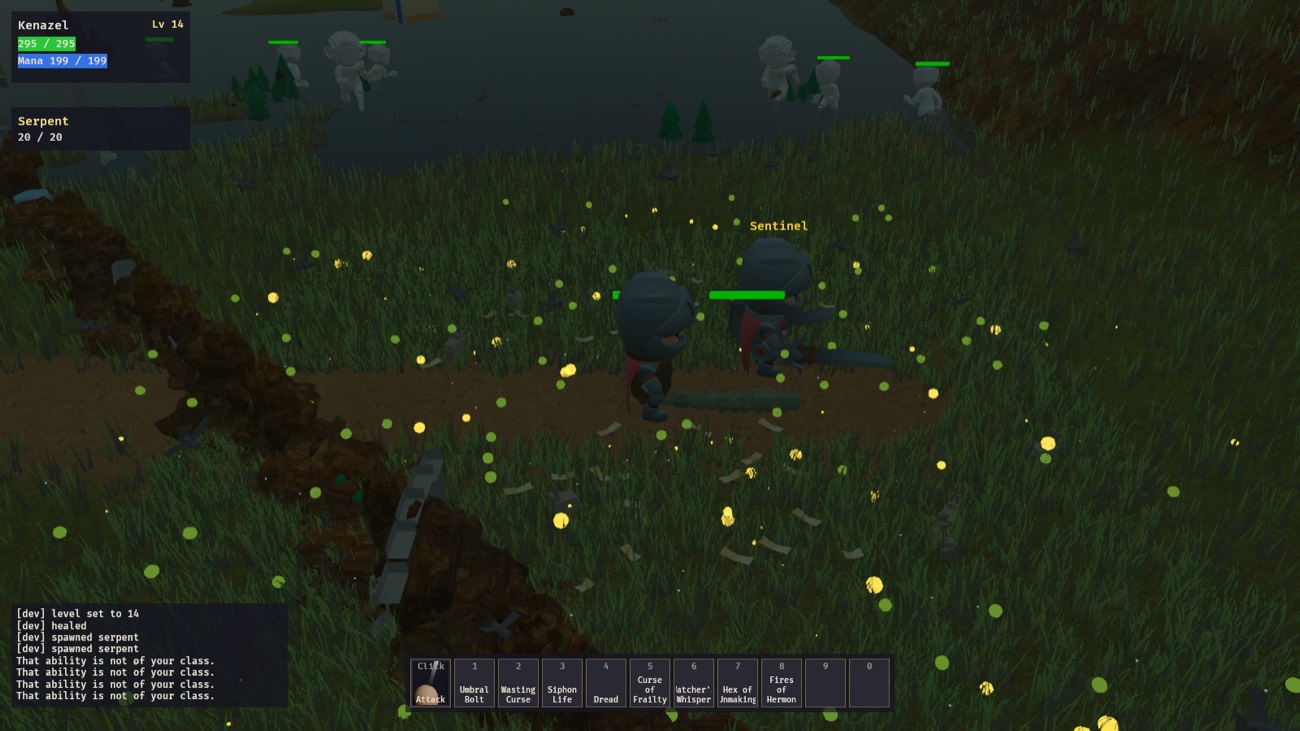 Kenazel Lv 14
295 / 295
Mana 199 / 199
Serpent
20 / 20
Sentinel
[dev] level set to 14
[dev] healed
[dev] spawned serpent
[dev] spawned serpent
That ability is not of your class.
That ability is not of your class.
That ability is not of your class.
That ability is not of your class.
Click
Attack
1
Umbral
Bolt
2
Wasting
Curse
3
Siphon
Life
4
Dread
5
Curse
of
Frailty
6
atcher'
Whisper
7
Hex of
Jnmaking
8
Fires
of
Hermon
9
0